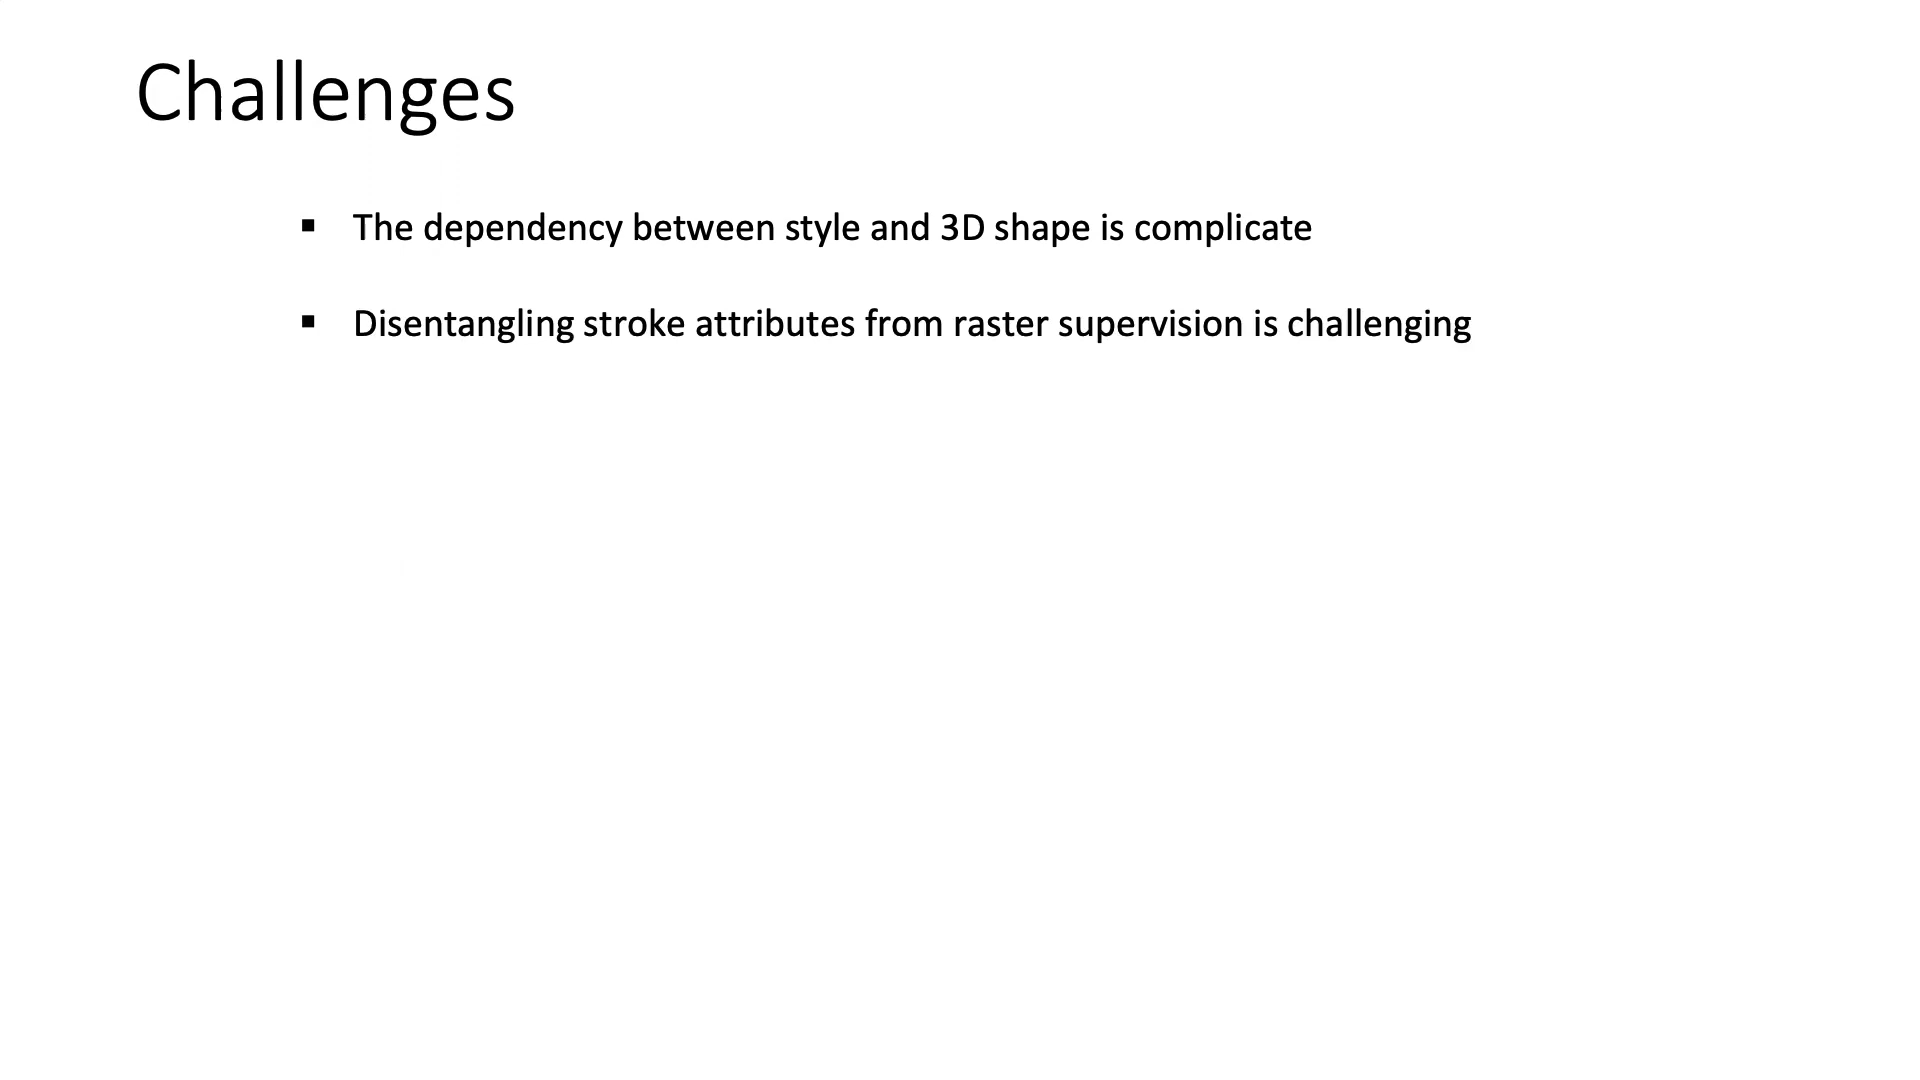 Challenges
▪ The dependency between style and 3D shape is complicate
▪ Disentangling stroke attributes from raster supervision is challenging